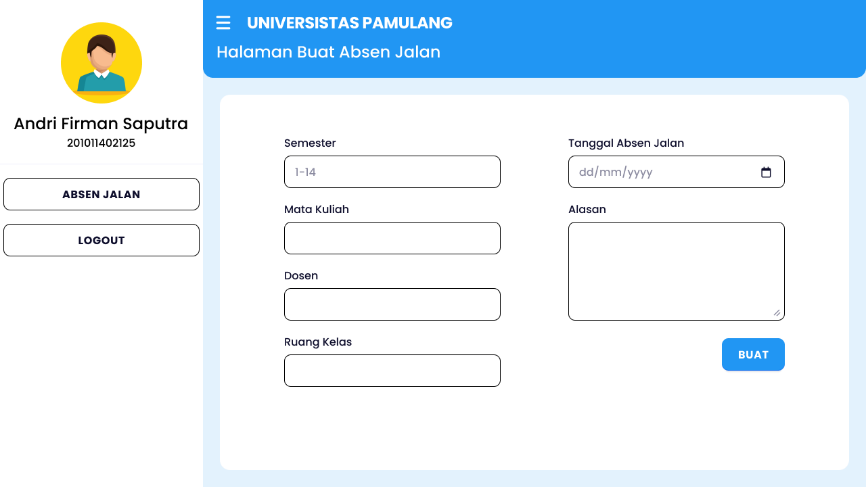 Andri Firman Saputra
201011402125
ABSEN JALAN
LOGOUT
UNIVERSISTAS PAMULANG
Halaman Buat Absen Jalan
Semester
1-14
Mata Kuliah
Dosen
Ruang Kelas
Tanggal Absen Jalan
dd/mm/yyyy
Alasan
BUAT